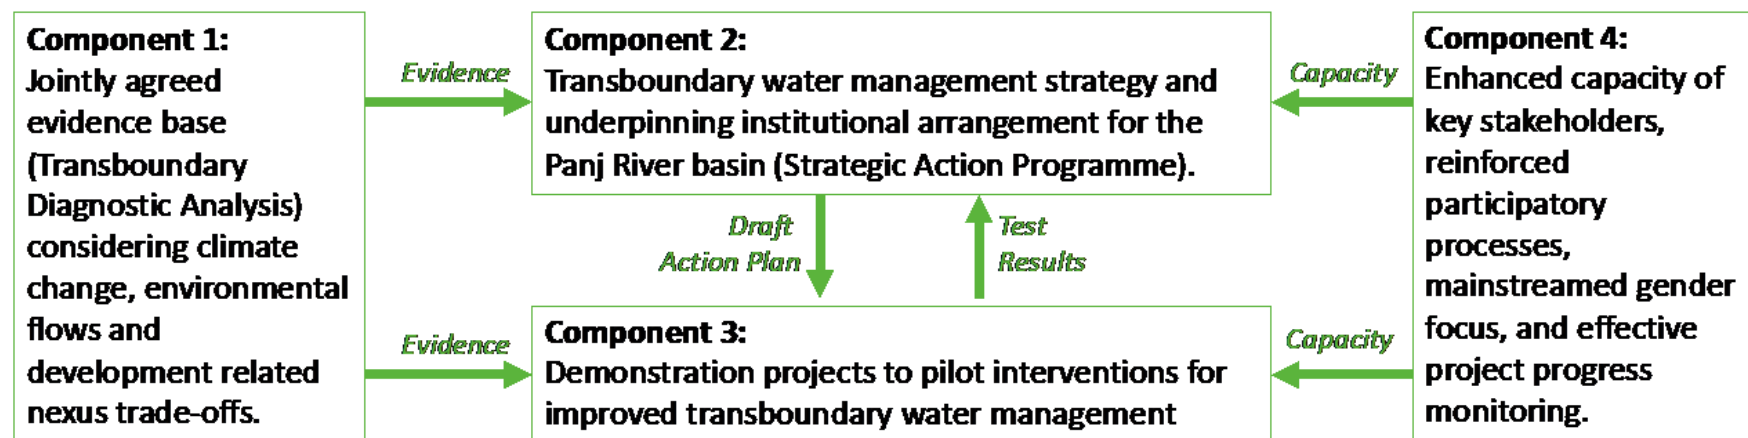 Component 1:
Jointly agreed
evidence base
(Transboundary
Diagnostic Analysis)
considering climate
change, environmental
flows and
development related
nexus trade-offs.
Evidence
Evidence
Component 2:
Transboundary water management strategy and
underpinning institutional arrangement for the
Panj River basin (Strategic Action Programme).
Draft
Action Plan
Test
Results
Component 3:
Demonstration projects to pilot interventions for
improved transboundary water management
Capacity
Capacity
Component 4:
Enhanced capacity of
key stakeholders,
reinforced
participatory
processes,
mainstreamed gender
focus, and effective
project progress
monitoring.